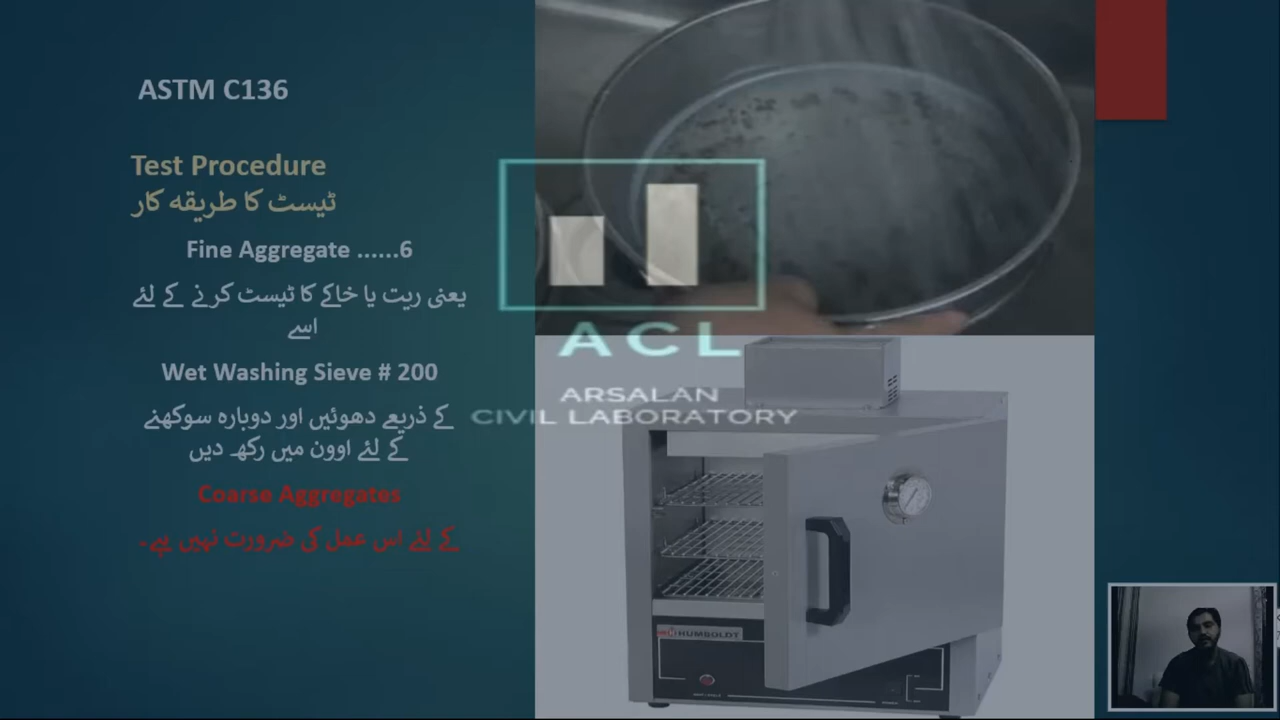 ASTM C136
Test Procedure
ٹیسٹ کا طریقہ کار
Fine Aggregate ......6
یعنی ریت یا خاکے کا ٹیسٹ کرنے کے لئے
اسے
Wet Washing Sieve # 200
کے ذریعے دھوئیں اور دوبارہ سوکھنے
کے لئے اوون میں رکھ دیں
Coarse Aggregates
کے لئے اس عمل کی ضرورت نہیں ہے۔
ACL
ARSALAN
CIVIL LABORATORY
HUMBOLDT